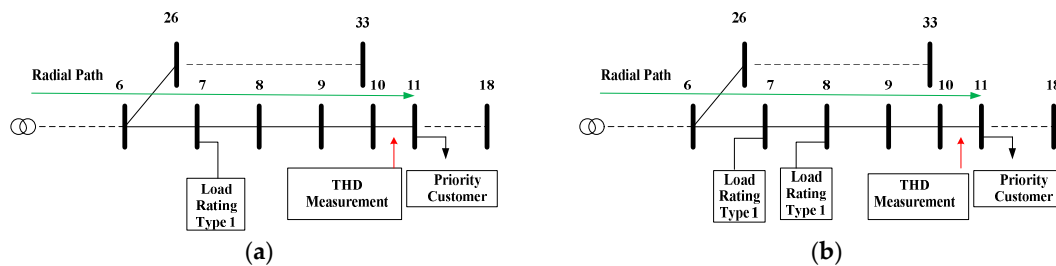 26
33
Radial Path
6
7
8
9
10
11
18
Load
Rating
Type 1
THD
Measurement
Priority
Customer
(a)
26
33
Radial Path
6
7
8
9
10
11
18
Load
Rating
Type 1
Load
Rating
Type 1
THD
Measurement
Priority
Customer
(b)